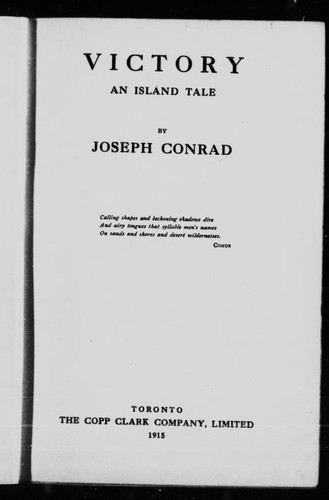 VICTORY
AN ISLAND TALE
BY
JOSEPH CONRAD
Calling shapes and beckoning shadows dire
And airy tongues that syllable men's names
On sands and shores and desert wildernesses.
COMUS
TORONTO
THE COPP CLARK COMPANY, LIMITED
1915